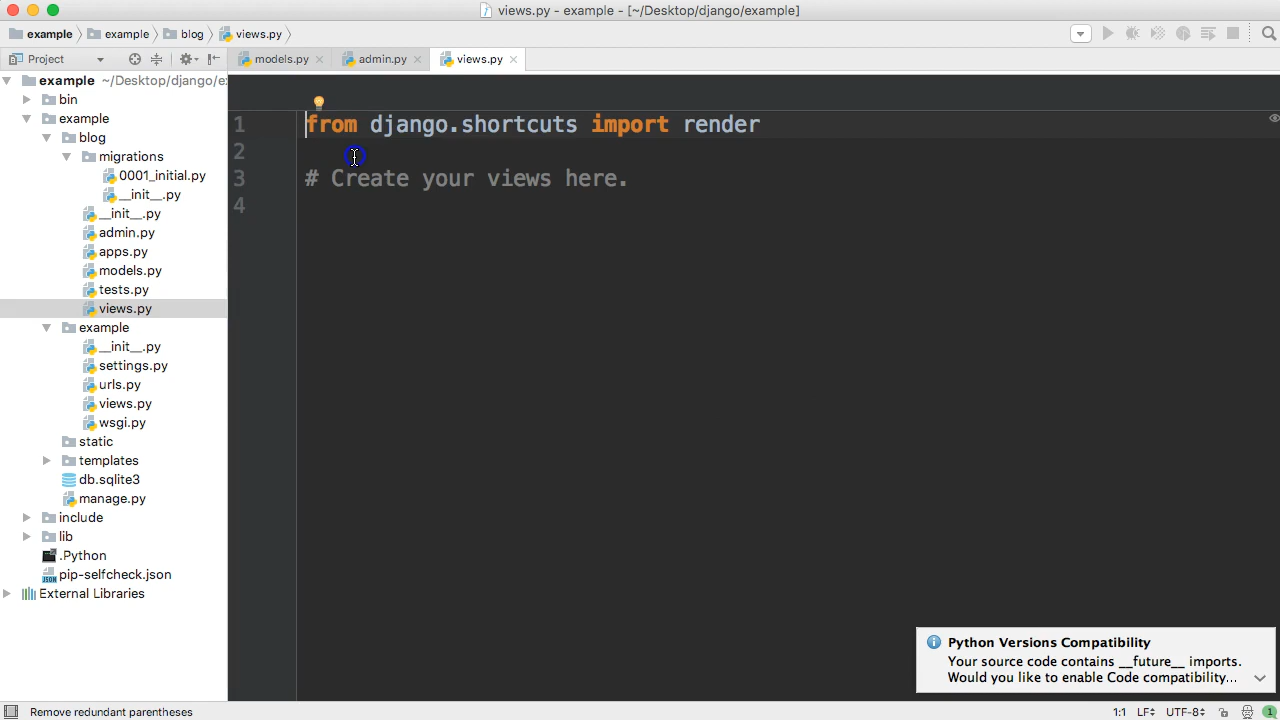 views.py - example - [~/Desktop/django/example]
example example blog views.py
Project
models.py admin.py views.py
example ~/Desktop/django/e
bin
example
blog
migrations
0001_initial.py
__init__.py
__init__.py
admin.py
apps.py
models.py
tests.py
views.py
example
__init__.py
settings.py
urls.py
views.py
wsgi.py
static
templates
db.sqlite3
manage.py
include
lib
.Python
JSON pip-selfcheck.json
External Libraries
1 from django.shortcuts import render
2
3 # Create your views here.
4
Python Versions Compatibility
Your source code contains __future__ imports.
Would you like to enable Code compatibility...
Remove redundant parentheses 1:1 LF UTF-8 1